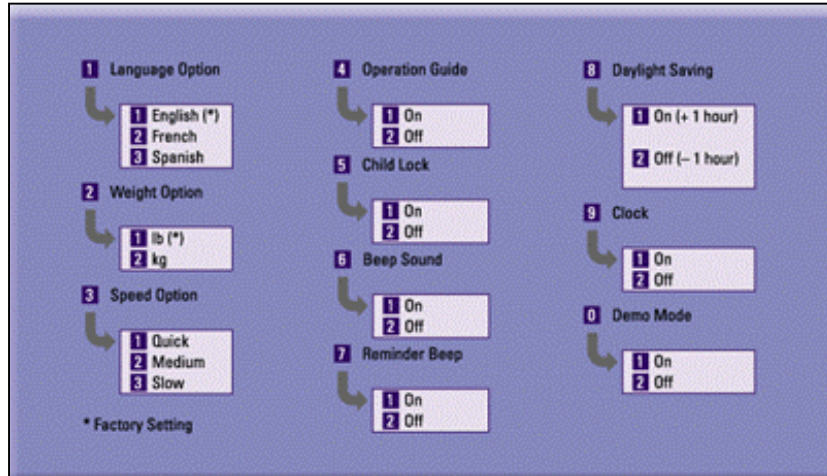 1 Language Option
1 English (*)
2 French
3 Spanish
2 Weight Option
1 lb (*)
2 kg
3 Speed Option
1 Quick
2 Medium
3 Slow
* Factory Setting
4 Operation Guide
1 On
2 Off
5 Child Lock
1 On
2 Off
6 Beep Sound
1 On
2 Off
7 Reminder Beep
1 On
2 Off
8 Daylight Saving
1 On (+ 1 hour)
2 Off (– 1 hour)
9 Clock
1 On
2 Off
0 Demo Mode
1 On
2 Off